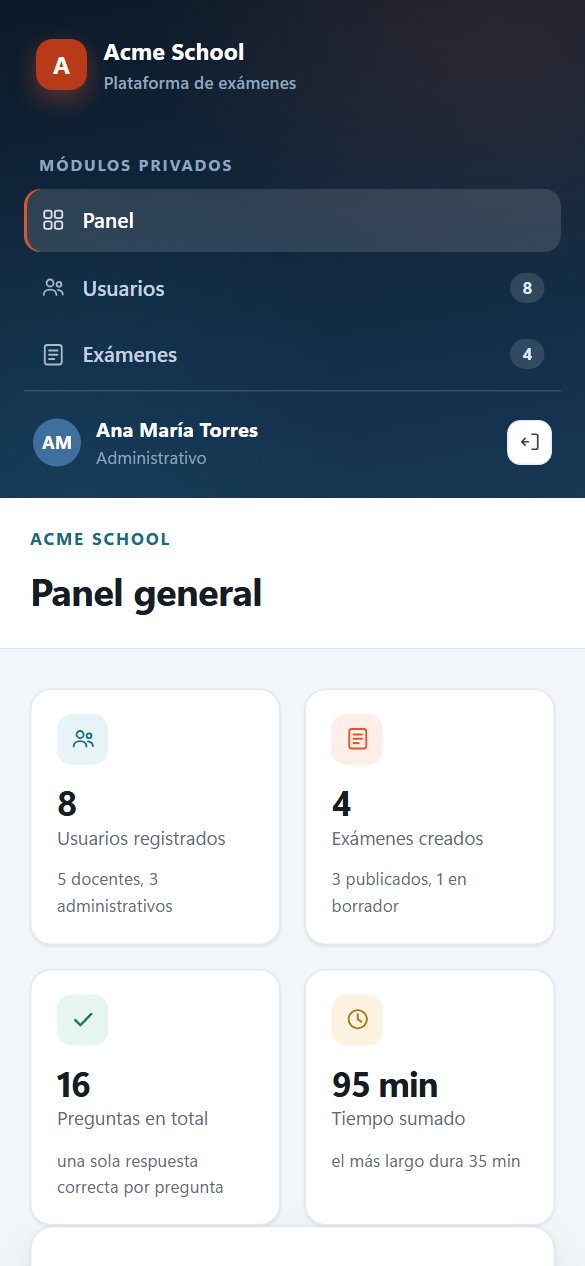 A
Acme School
Plataforma de exámenes
MÓDULOS PRIVADOS
Panel
Usuarios
8
Exámenes
4
AM
Ana María Torres
Administrativo
ACME SCHOOL
Panel general
8
Usuarios registrados
5 docentes, 3
administrativos
4
Exámenes creados
3 publicados, 1 en
borrador
16
Preguntas en total
una sola respuesta
correcta por pregunta
95 min
Tiempo sumado
el más largo dura 35 min